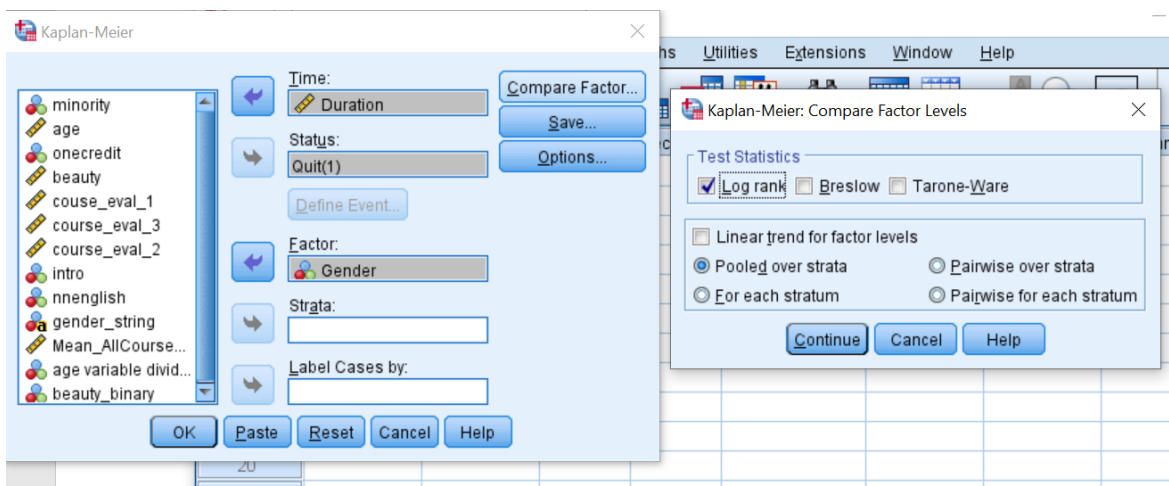 Kaplan-Meier
minority
age
onecredit
beauty
couse_eval_1
course_eval_3
course_eval_2
intro
nnenglish
gender_string
Mean_AllCourse...
age variable divid...
beauty_binary
Time:
Duration
Status:
Quit(1)
Define Event...
Factor:
Gender
Strata:
Label Cases by:
Compare Factor...
Save...
Options...
OK Paste Reset Cancel Help
20
hs Utilities Extensions Window Help
Kaplan-Meier: Compare Factor Levels
Test Statistics
Log rank Breslow Tarone-Ware
Linear trend for factor levels
Pooled over strata Pairwise over strata
For each stratum Pairwise for each stratum
Continue Cancel Help